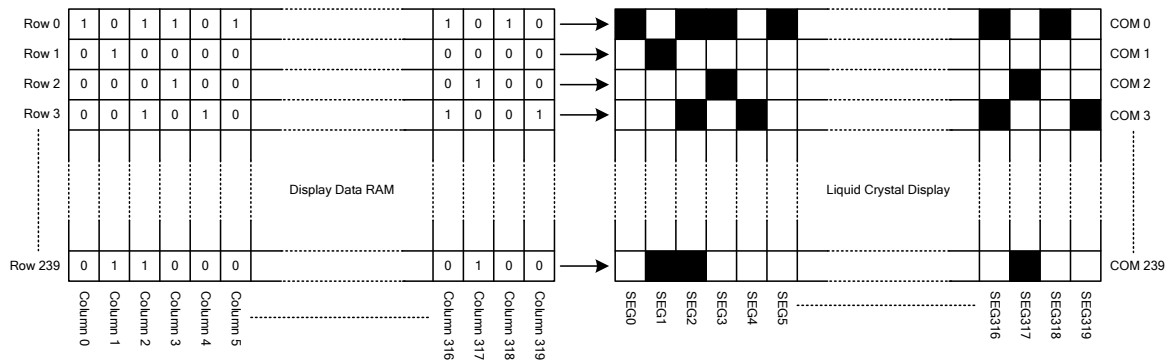 Row 0 1 0 1 1 0 1 1 0 1 0 COM 0
Row 1 0 1 0 0 0 0 0 0 0 0 COM 1
Row 2 0 0 0 1 0 0 0 1 0 0 COM 2
Row 3 0 0 1 0 1 0 1 0 0 1 COM 3
Display Data RAM Liquid Crystal Display
Row 239 0 1 1 0 0 0 0 1 0 0 COM 239
Column 0 Column 1 Column 2 Column 3 Column 4 Column 5 Column 316 Column 317 Column 318 Column 319 SEG0 SEG1 SEG2 SEG3 SEG4 SEG5 SEG316 SEG317 SEG318 SEG319